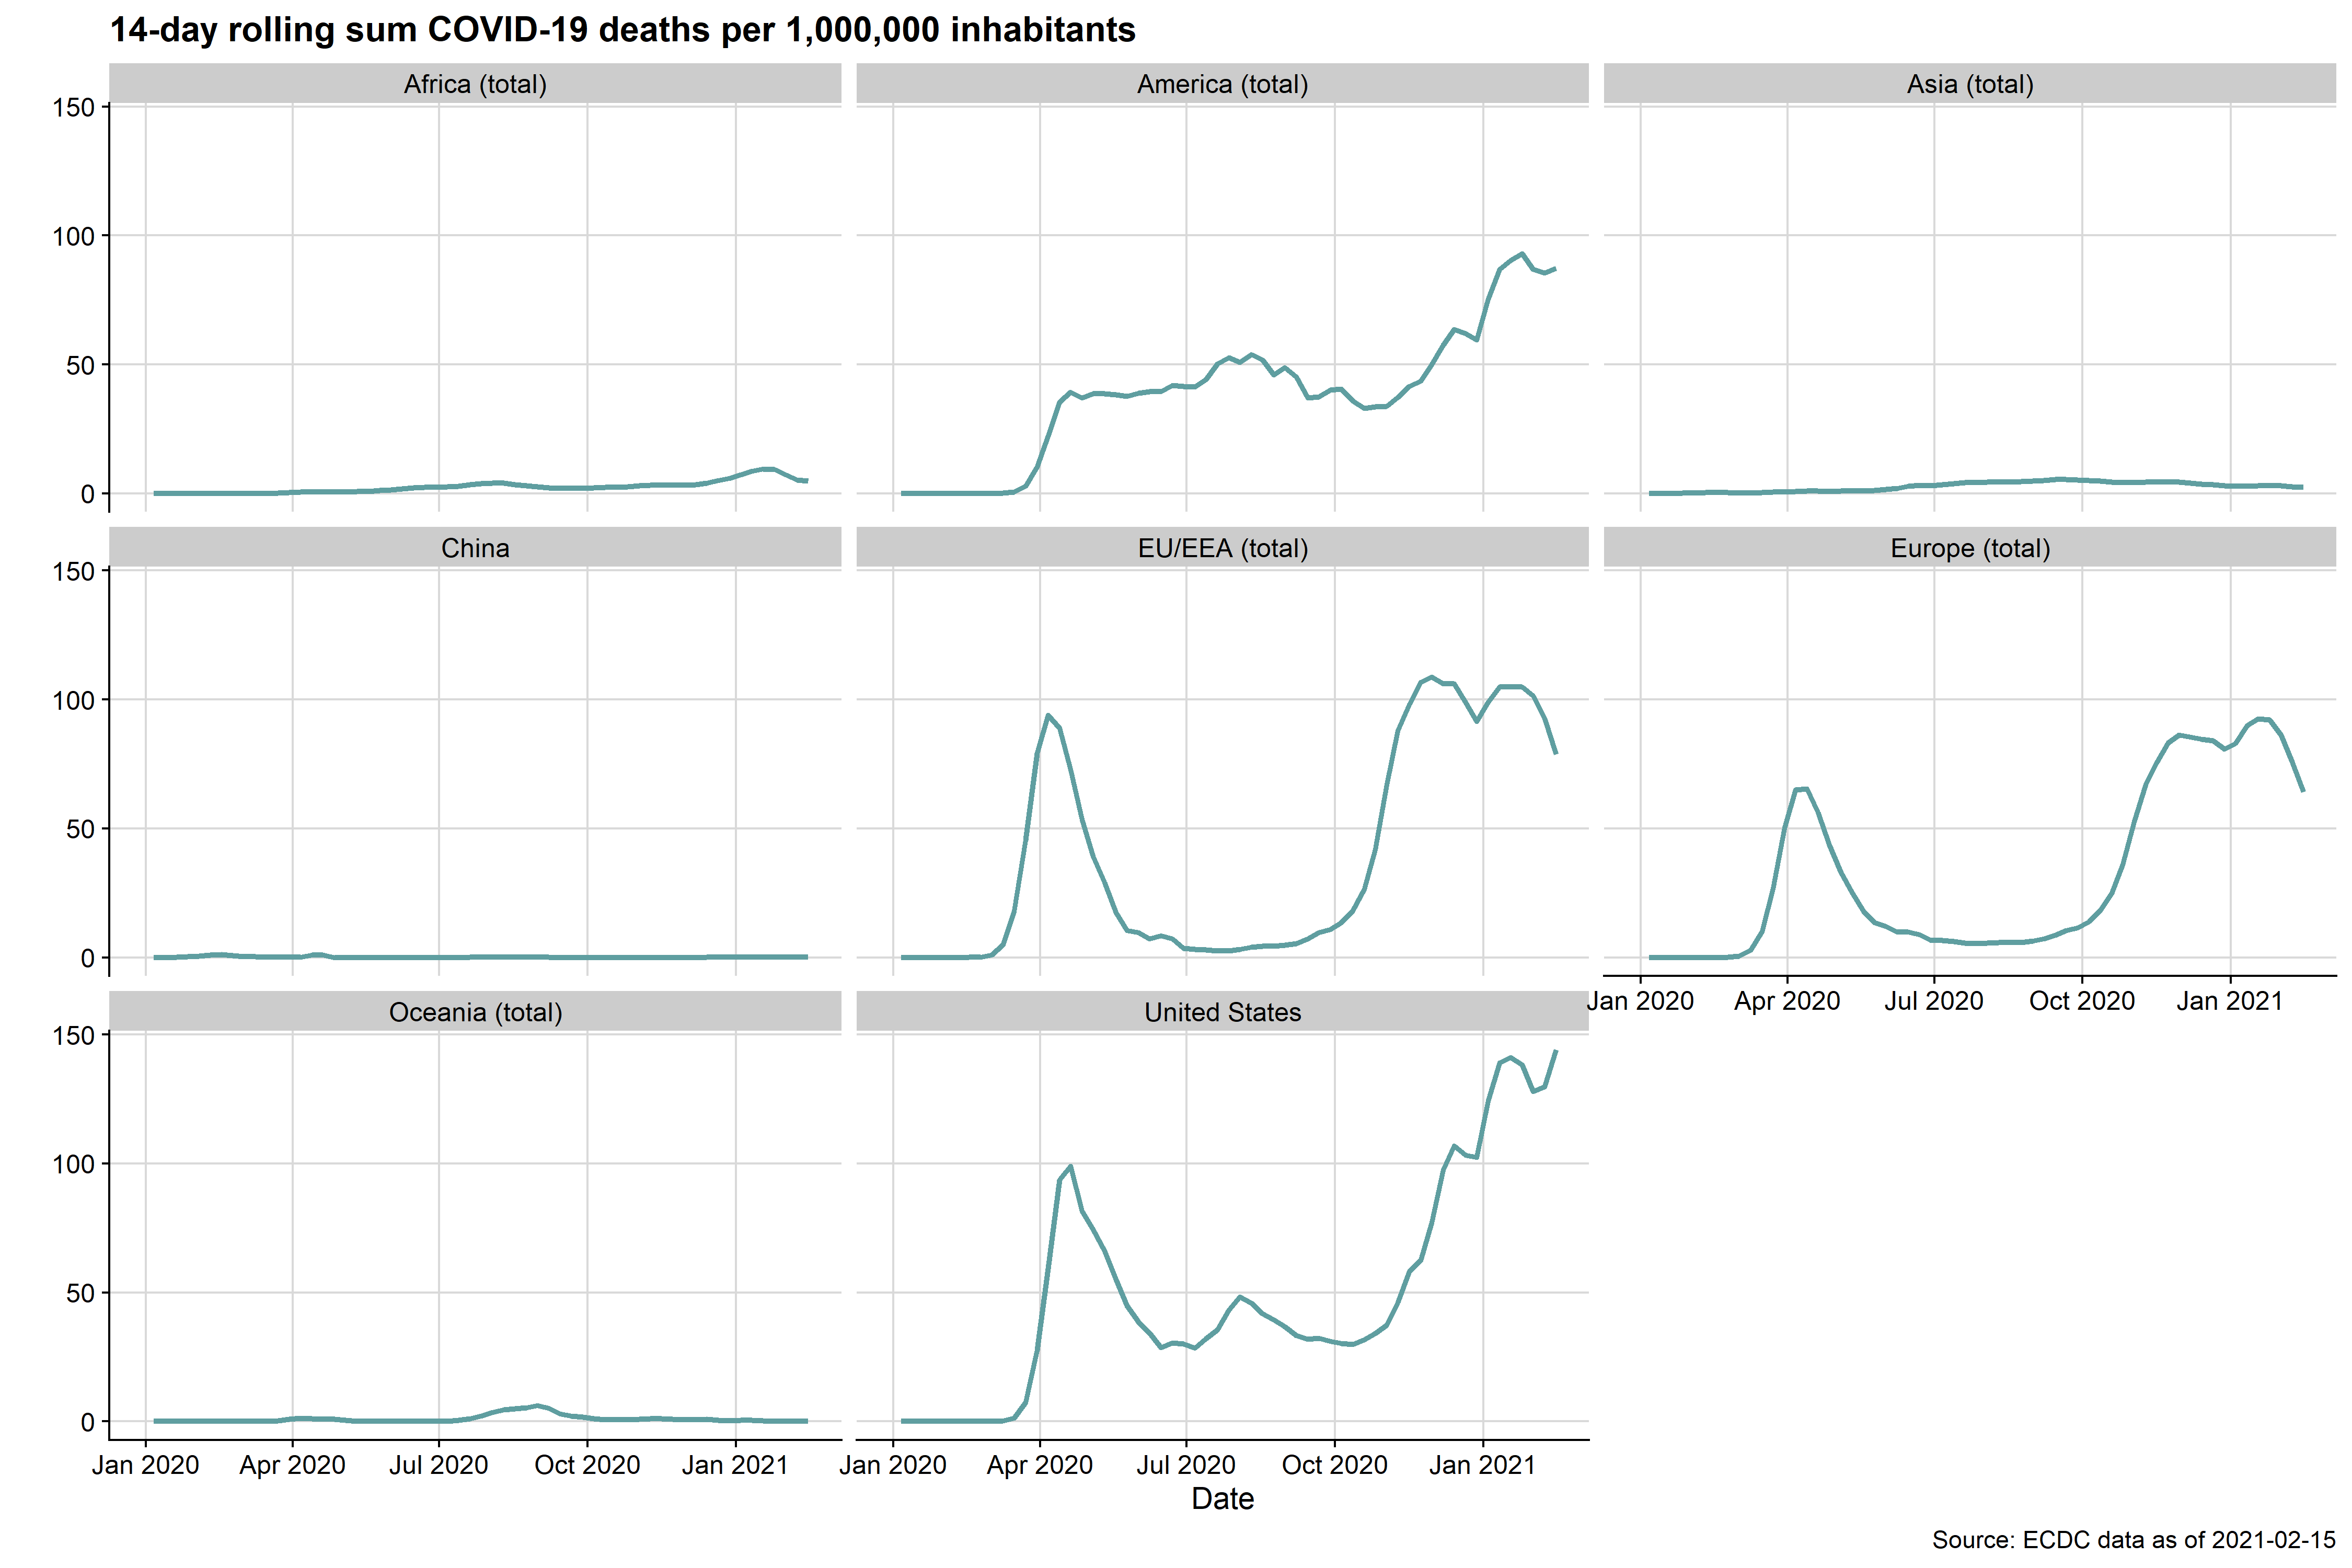 14-day rolling sum COVID-19 deaths per 1,000,000 inhabitants
Africa (total)
America (total)
Asia (total)
150
100
50
0
China
EU/EEA (total)
Europe (total)
150
100
50
0
Jan 2020 Apr 2020 Jul 2020 Oct 2020 Jan 2021
Oceania (total)
United States
150
100
50
0
Jan 2020 Apr 2020 Jul 2020 Oct 2020 Jan 2021
Jan 2020 Apr 2020 Jul 2020 Oct 2020 Jan 2021
Date
Source: ECDC data as of 2021-02-15